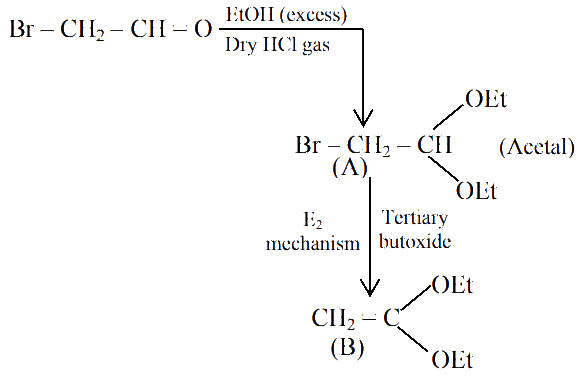 EtOH (excess)
Br – CH₂ – CH = O
Dry HCl gas
OEt
Br – CH₂ – CH (Acetal)
(A)
OEt
E₂ Tertiary
mechanism butoxide
OEt
CH₂ – C
(B)
OEt